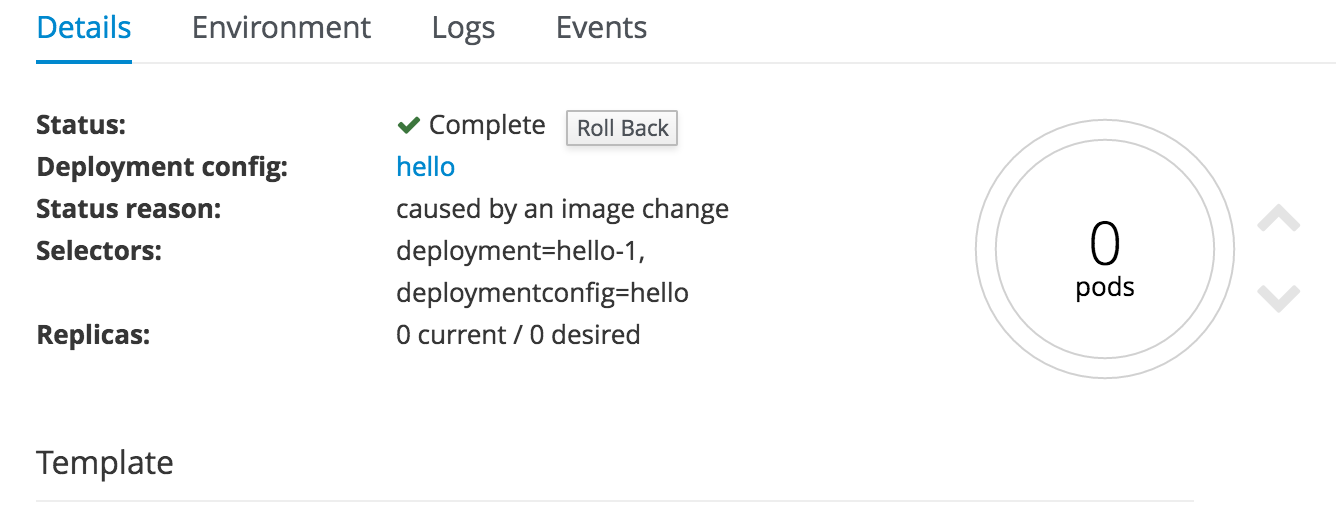 Details Environment Logs Events
Status: Complete Roll Back
Deployment config: hello
Status reason: caused by an image change
Selectors: deployment=hello-1,
deploymentconfig=hello
Replicas: 0 current / 0 desired
0
pods
Template